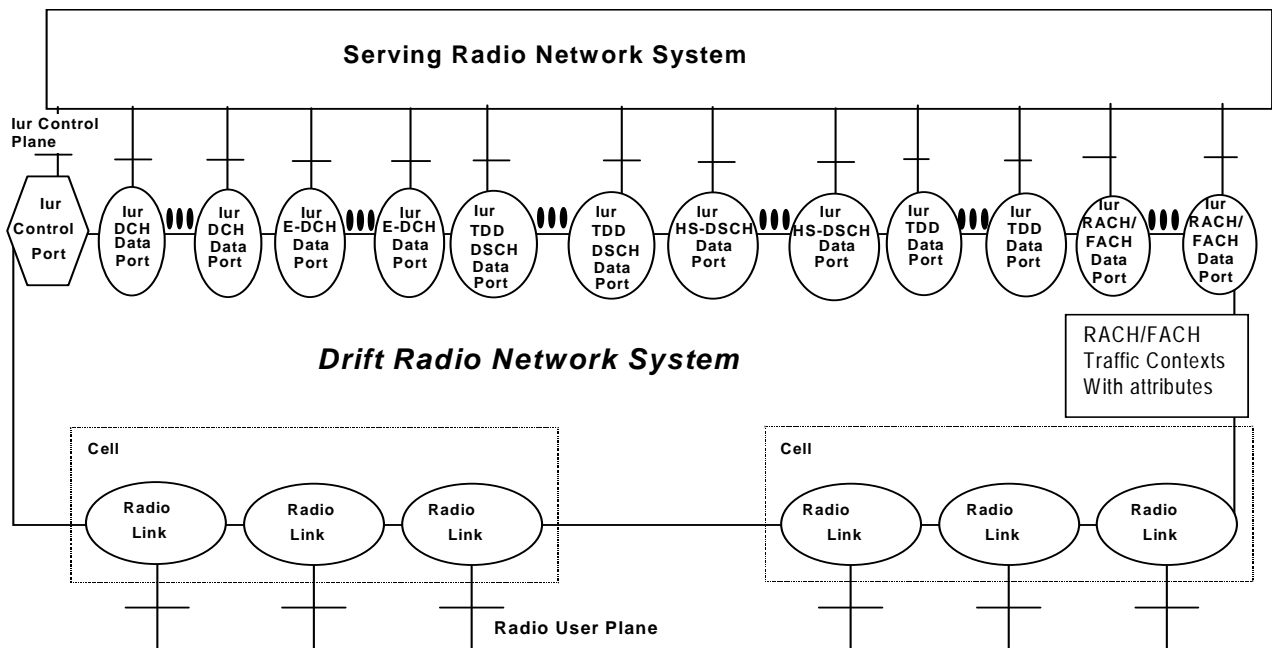 Serving Radio Network System
Iur Control
Plane
Iur
Control
Port
Iur
DCH
Data
Port
Iur
DCH
Data
Port
Iur
E-DCH
Data
Port
Iur
E-DCH
Data
Port
Iur
TDD
DSCH
Data
Port
Iur
TDD
DSCH
Data
Port
Iur
HS-DSCH
Data
Port
Iur
HS-DSCH
Data
Port
Iur
TDD
Data
Port
Iur
TDD
Data
Port
Iur
RACH/
FACH
Data
Port
Iur
RACH/
FACH
Data
Port
RACH/FACH
Traffic Contexts
With attributes
Drift Radio Network System
Cell
Radio
Link
Radio
Link
Radio
Link
Cell
Radio
Link
Radio
Link
Radio
Link
Radio User Plane